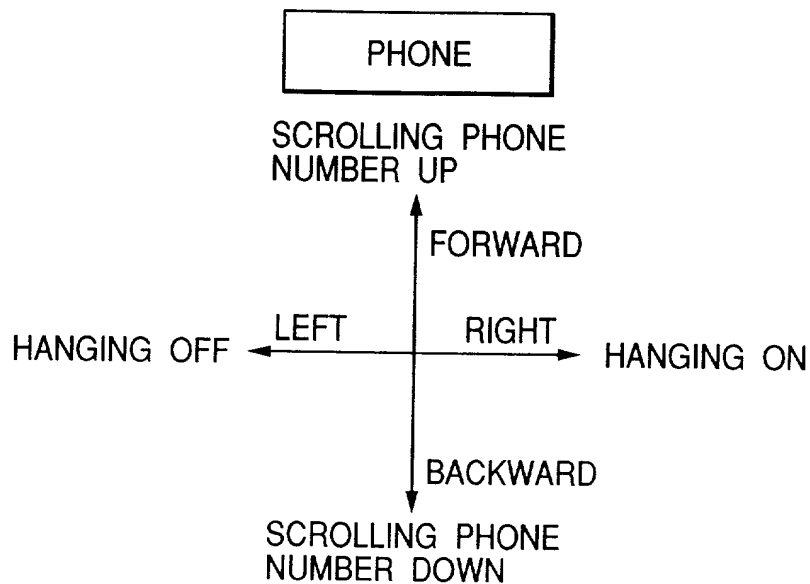 PHONE
SCROLLING PHONE
NUMBER UP
FORWARD
LEFT
RIGHT
HANGING OFF
HANGING ON
BACKWARD
SCROLLING PHONE
NUMBER DOWN